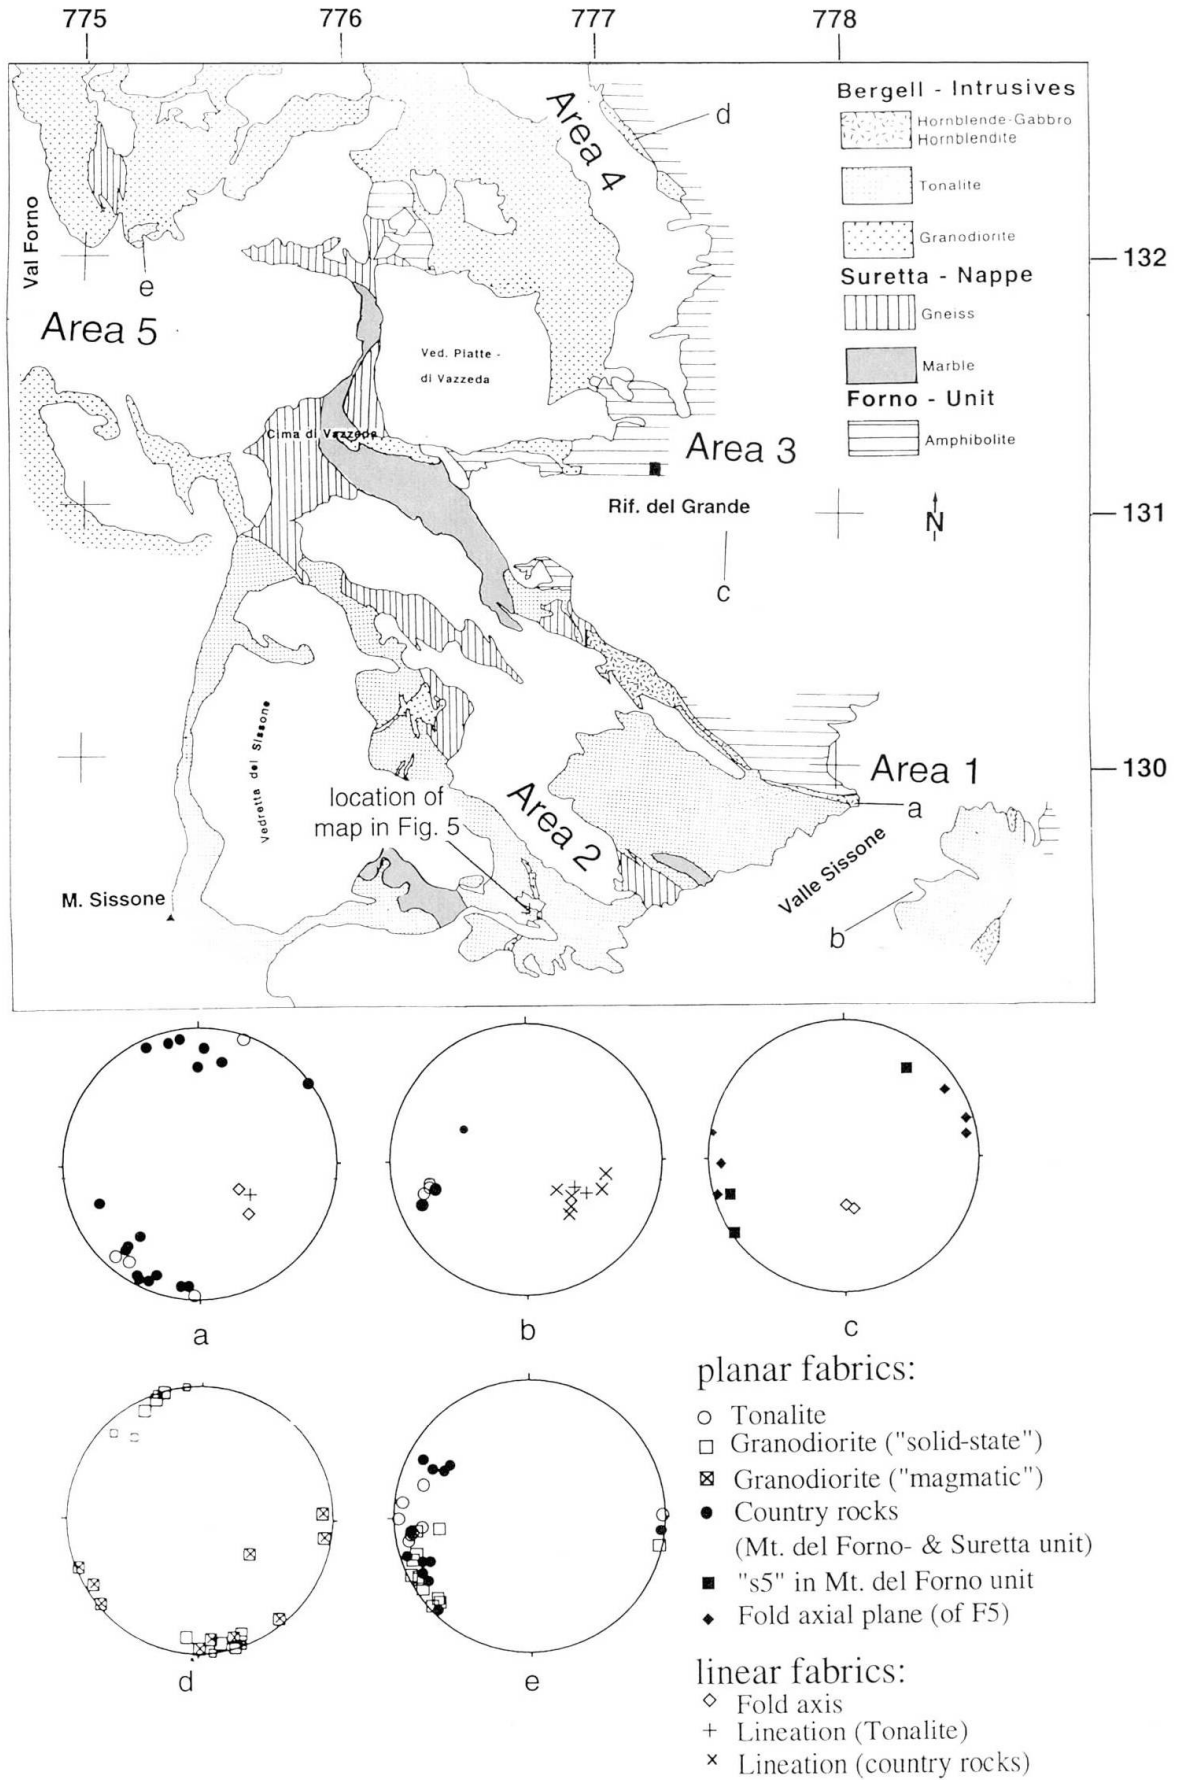 775 776 777 778
Bergell - Intrusives
Hornblende-Gabbro
Hornblendite
Tonalite
Granodiorite
Suretta - Nappe
Gneiss
Marble
Forno - Unit
Amphibolite
Area 4
d
Val Forno
132
e
Area 5
Ved. Platte -
di Vazzeda
Cima di Vazzeda
Area 3
Rif. del Grande
131
N
c
Vedretta del Sissone
130
Area 1
a
location of
map in Fig. 5
Area 2
Valle Sissone
M. Sissone
b
a
b
c
d
e
planar fabrics:
Tonalite
Granodiorite ("solid-state")
Granodiorite ("magmatic")
Country rocks
(Mt. del Forno- & Suretta unit)
"s5" in Mt. del Forno unit
Fold axial plane (of F5)
linear fabrics:
Fold axis
Lineation (Tonalite)
Lineation (country rocks)